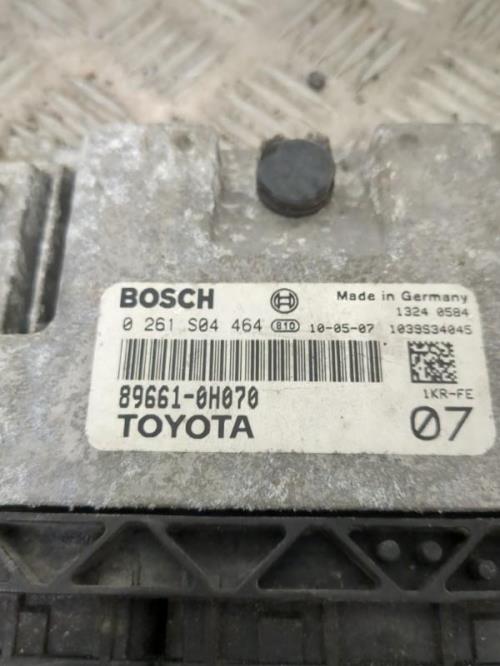 BOSCH Made in Germany
1324 0584
0 261 S04 464 810 10-05-07 1039S34045
89661-0H070 1KR-FE
TOYOTA 07